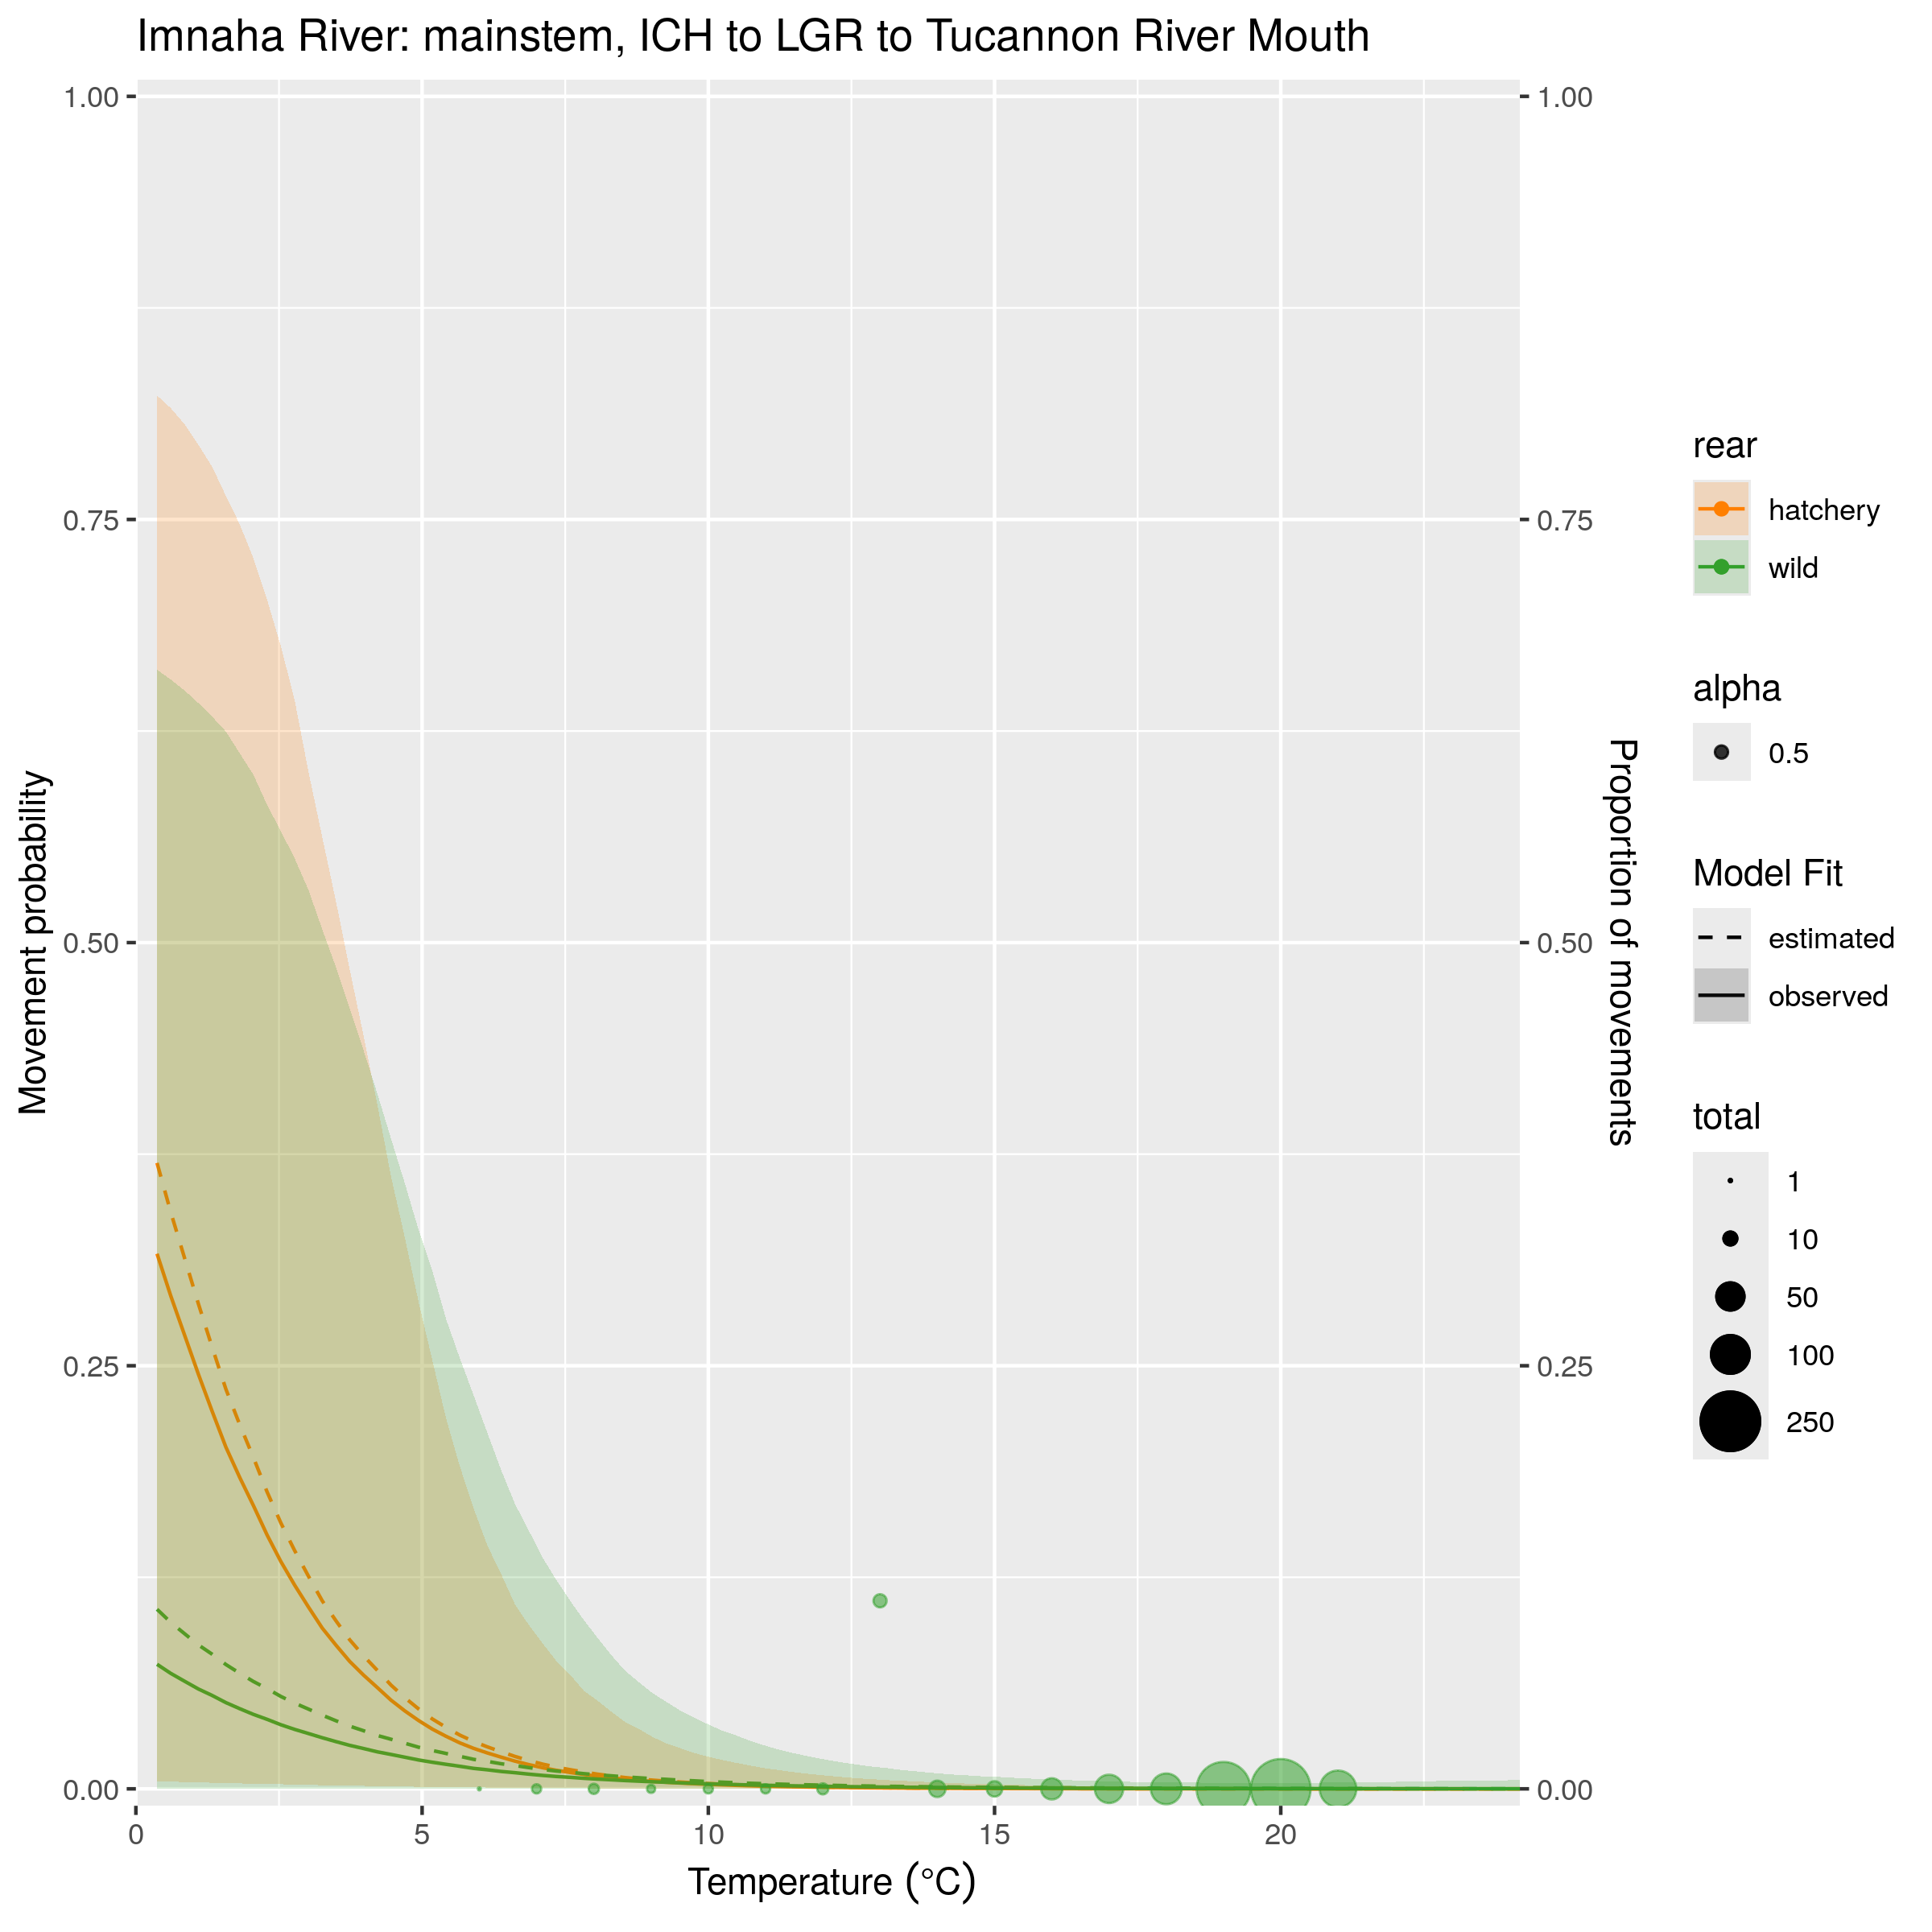 Imnaha River: mainstem, ICH to LGR to Tucannon River Mouth
1.00
0.75
0.50
0.25
0.00
Movement probability
0
5
10
15
20
Temperature (°C)
1.00
0.75
0.50
0.25
0.00
Proportion of movements
rear
hatchery
wild
alpha
0.5
Model Fit
estimated
observed
total
1
10
50
100
250